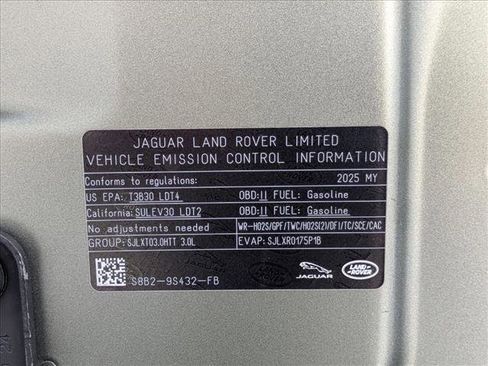 JAGUAR LAND ROVER LIMITED
VEHICLE EMISSION CONTROL INFORMATION
Conforms to regulations: 2025 MY
US EPA: T3B30 LDT4 OBD:II FUEL: Gasoline
California: SULEV30 LDT2 OBD:II FUEL: Gasoline
No adjustments needed WR-HO2S/GPF/TWC/HO2S(2)/DFI/TC/SCE/CAC
GROUP: SJLXT03.0HTT 3.0L EVAP: SJLXR0175P1B
S8B2-9S432-FB
JAGUAR
LAND-ROVER